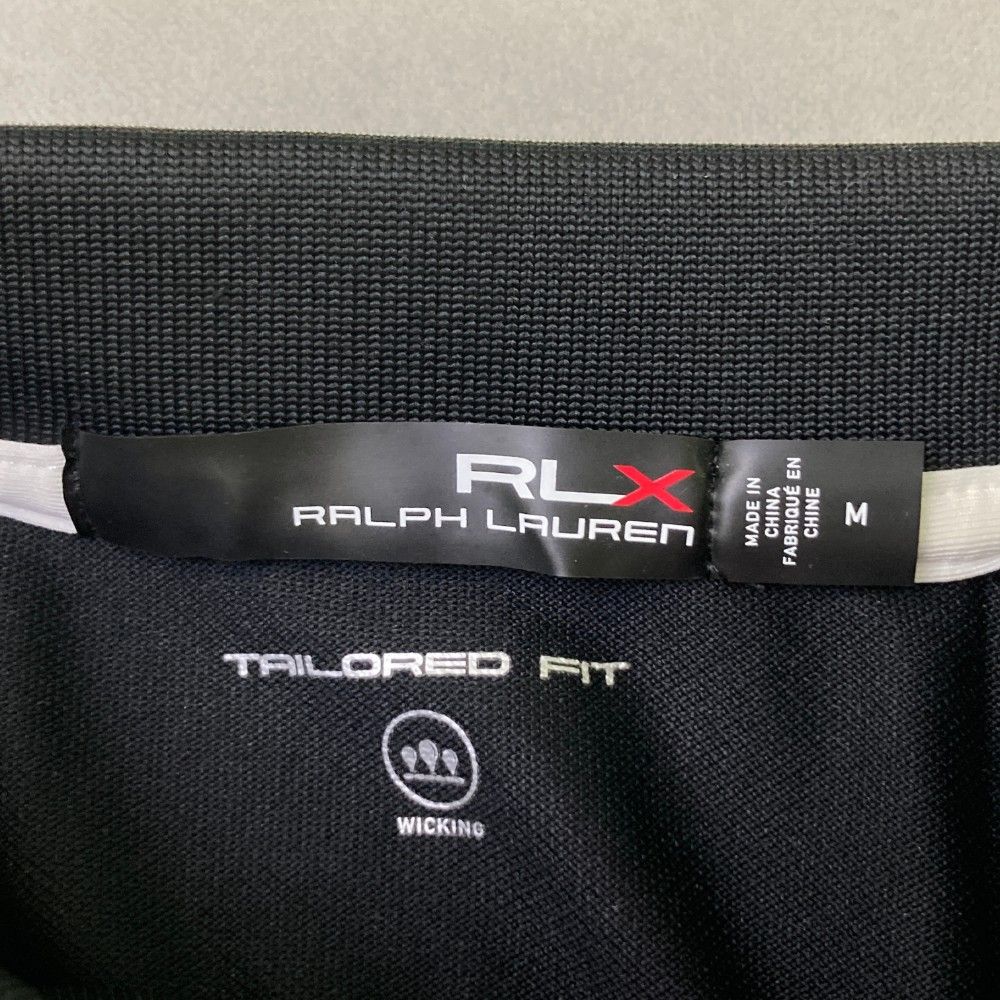 RLX
RALPH LAUREN
MADE IN
CHINA
FABRIQUÉ EN
CHINE
M
TAILORED FIT
WICKING